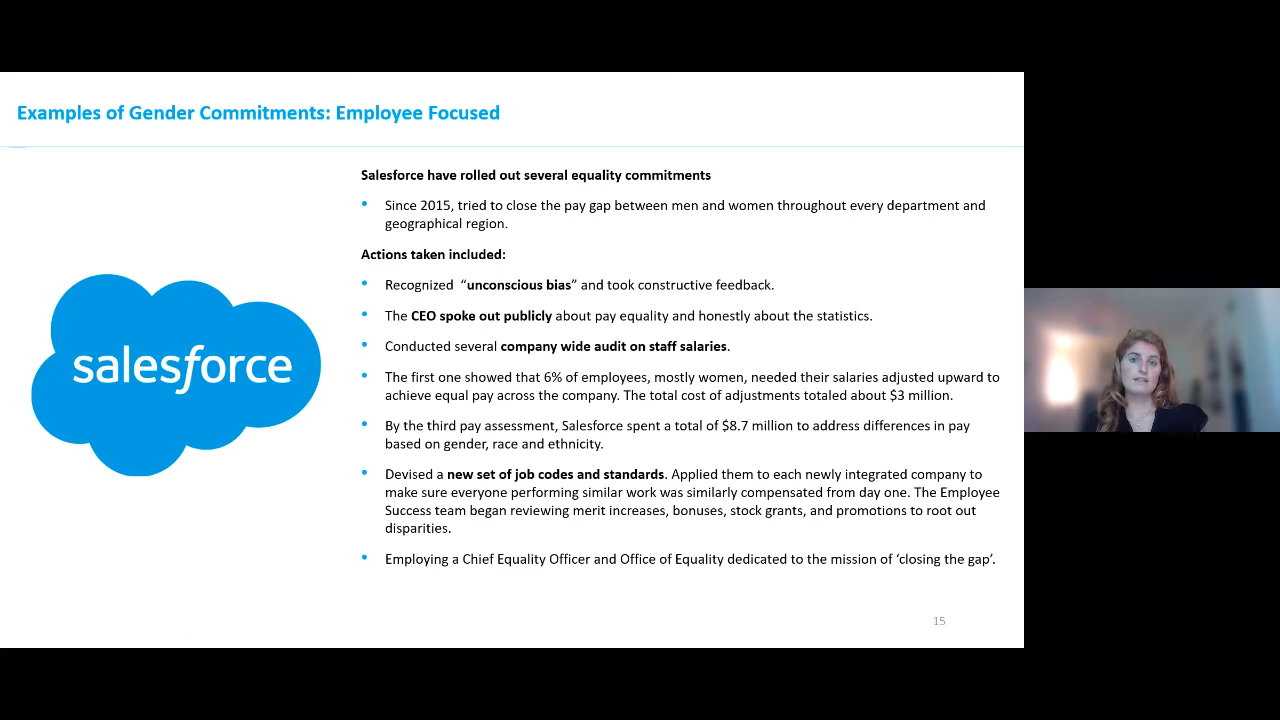 Examples of Gender Commitments: Employee Focused
salesforce
Salesforce have rolled out several equality commitments
• Since 2015, tried to close the pay gap between men and women throughout every department and
geographical region.
Actions taken included:
• Recognized “unconscious bias” and took constructive feedback.
• The CEO spoke out publicly about pay equality and honestly about the statistics.
• Conducted several company wide audit on staff salaries.
• The first one showed that 6% of employees, mostly women, needed their salaries adjusted upward to
achieve equal pay across the company. The total cost of adjustments totaled about $3 million.
• By the third pay assessment, Salesforce spent a total of $8.7 million to address differences in pay
based on gender, race and ethnicity.
• Devised a new set of job codes and standards. Applied them to each newly integrated company to
make sure everyone performing similar work was similarly compensated from day one. The Employee
Success team began reviewing merit increases, bonuses, stock grants, and promotions to root out
disparities.
• Employing a Chief Equality Officer and Office of Equality dedicated to the mission of ‘closing the gap’.
15